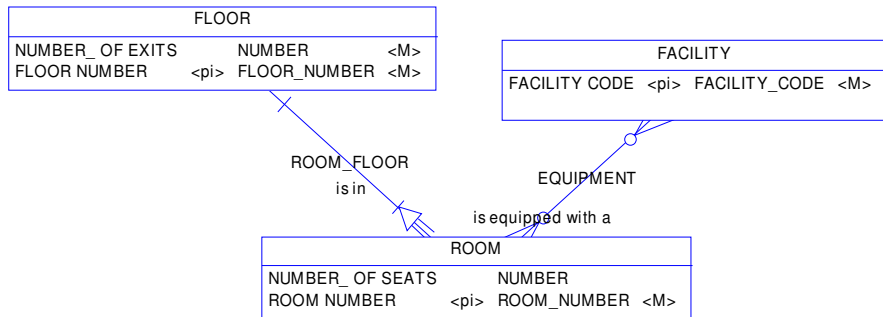 FLOOR
NUMBER_ OF EXITS NUMBER <M>
FLOOR NUMBER <pi> FLOOR_NUMBER <M>
FACILITY
FACILITY CODE <pi> FACILITY_CODE <M>
ROOM_FLOOR
is in
EQUIPMENT
is equipped with a
ROOM
NUMBER_ OF SEATS NUMBER
ROOM NUMBER <pi> ROOM_NUMBER <M>